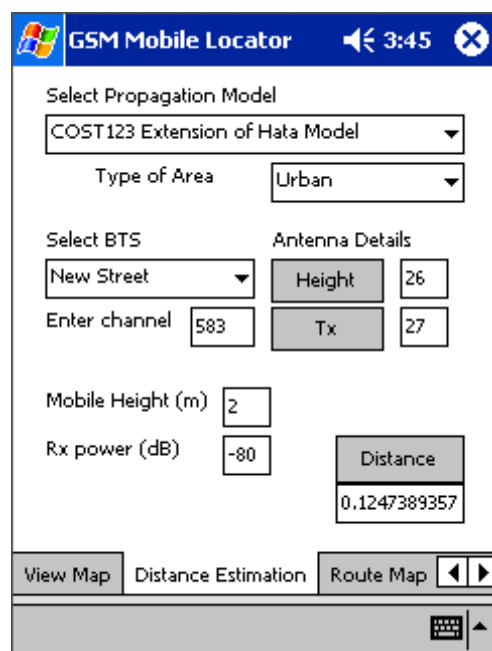 GSM Mobile Locator 3:45
Select Propagation Model
COST123 Extension of Hata Model
Type of Area Urban
Select BTS Antenna Details
New Street Height 26
Enter channel 583 Tx 27
Mobile Height (m) 2
Rx power (dB) -80 Distance
0.1247389357
View Map Distance Estimation Route Map